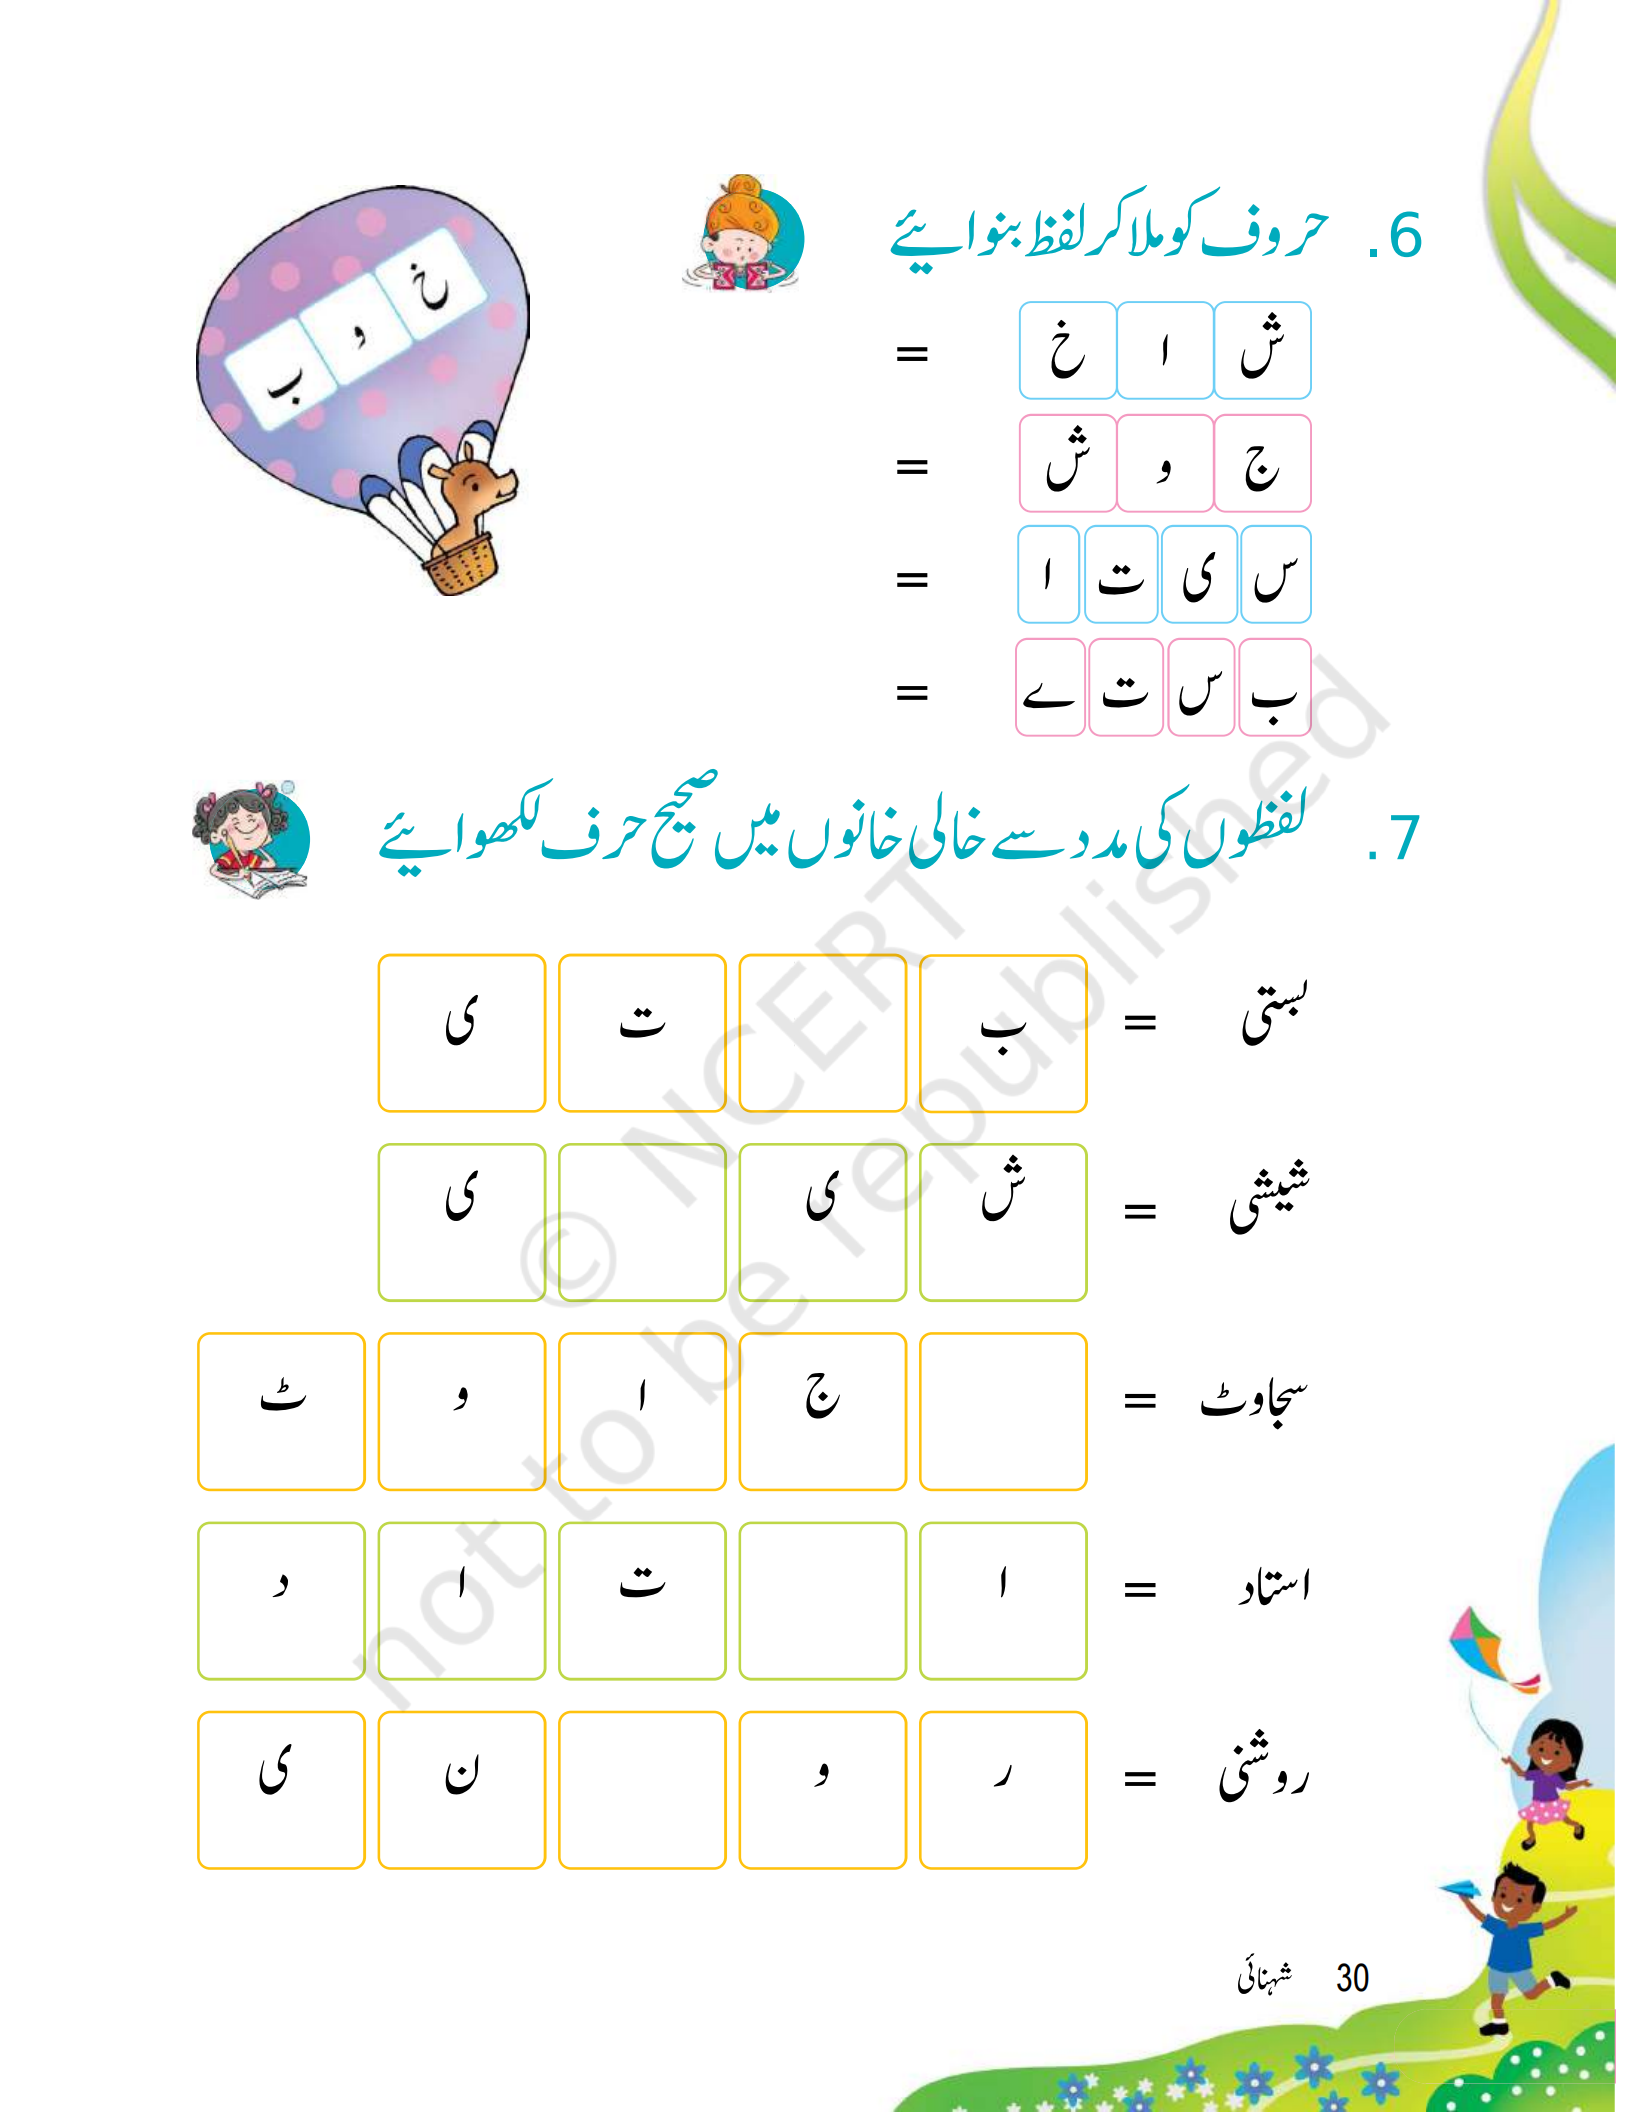 6. حروف کو ملا کر لفظ بنوایئے
خ و ب
ش ا خ =
ج و ش =
س ی ت ا =
ب س ت ے =
7. لفظوں کی مدد سے خالی خانوں میں صحیح حرف لکھوایئے
بستی = ب ت ی
شیشی = ش ی ی
سجاوٹ = ج ا و ٹ
استاد = ا ت ا د
روشنی = ر و ن ی
© NCERT
not to be republished
30 شہنائی